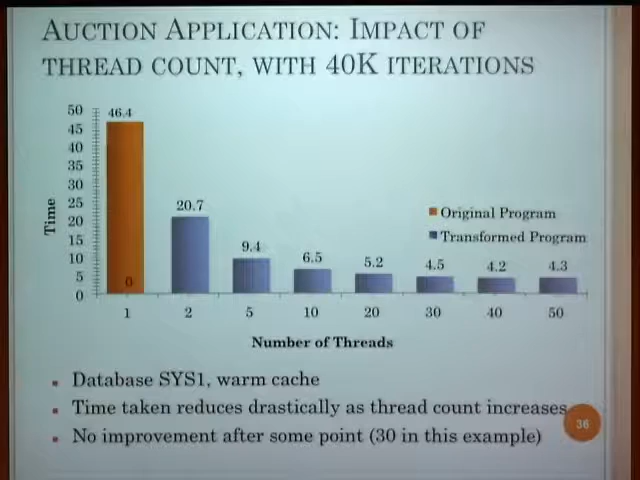 AUCTION APPLICATION: IMPACT OF
THREAD COUNT, WITH 40K ITERATIONS
50
45
40
35
30
25
20
15
10
5
0
Time
46.4
0
20.7
9.4
6.5
5.2
4.5
4.2
4.3
Original Program
Transformed Program
1 2 5 10 20 30 40 50
Number of Threads
Database SYS1, warm cache
Time taken reduces drastically as thread count increases
No improvement after some point (30 in this example)
36